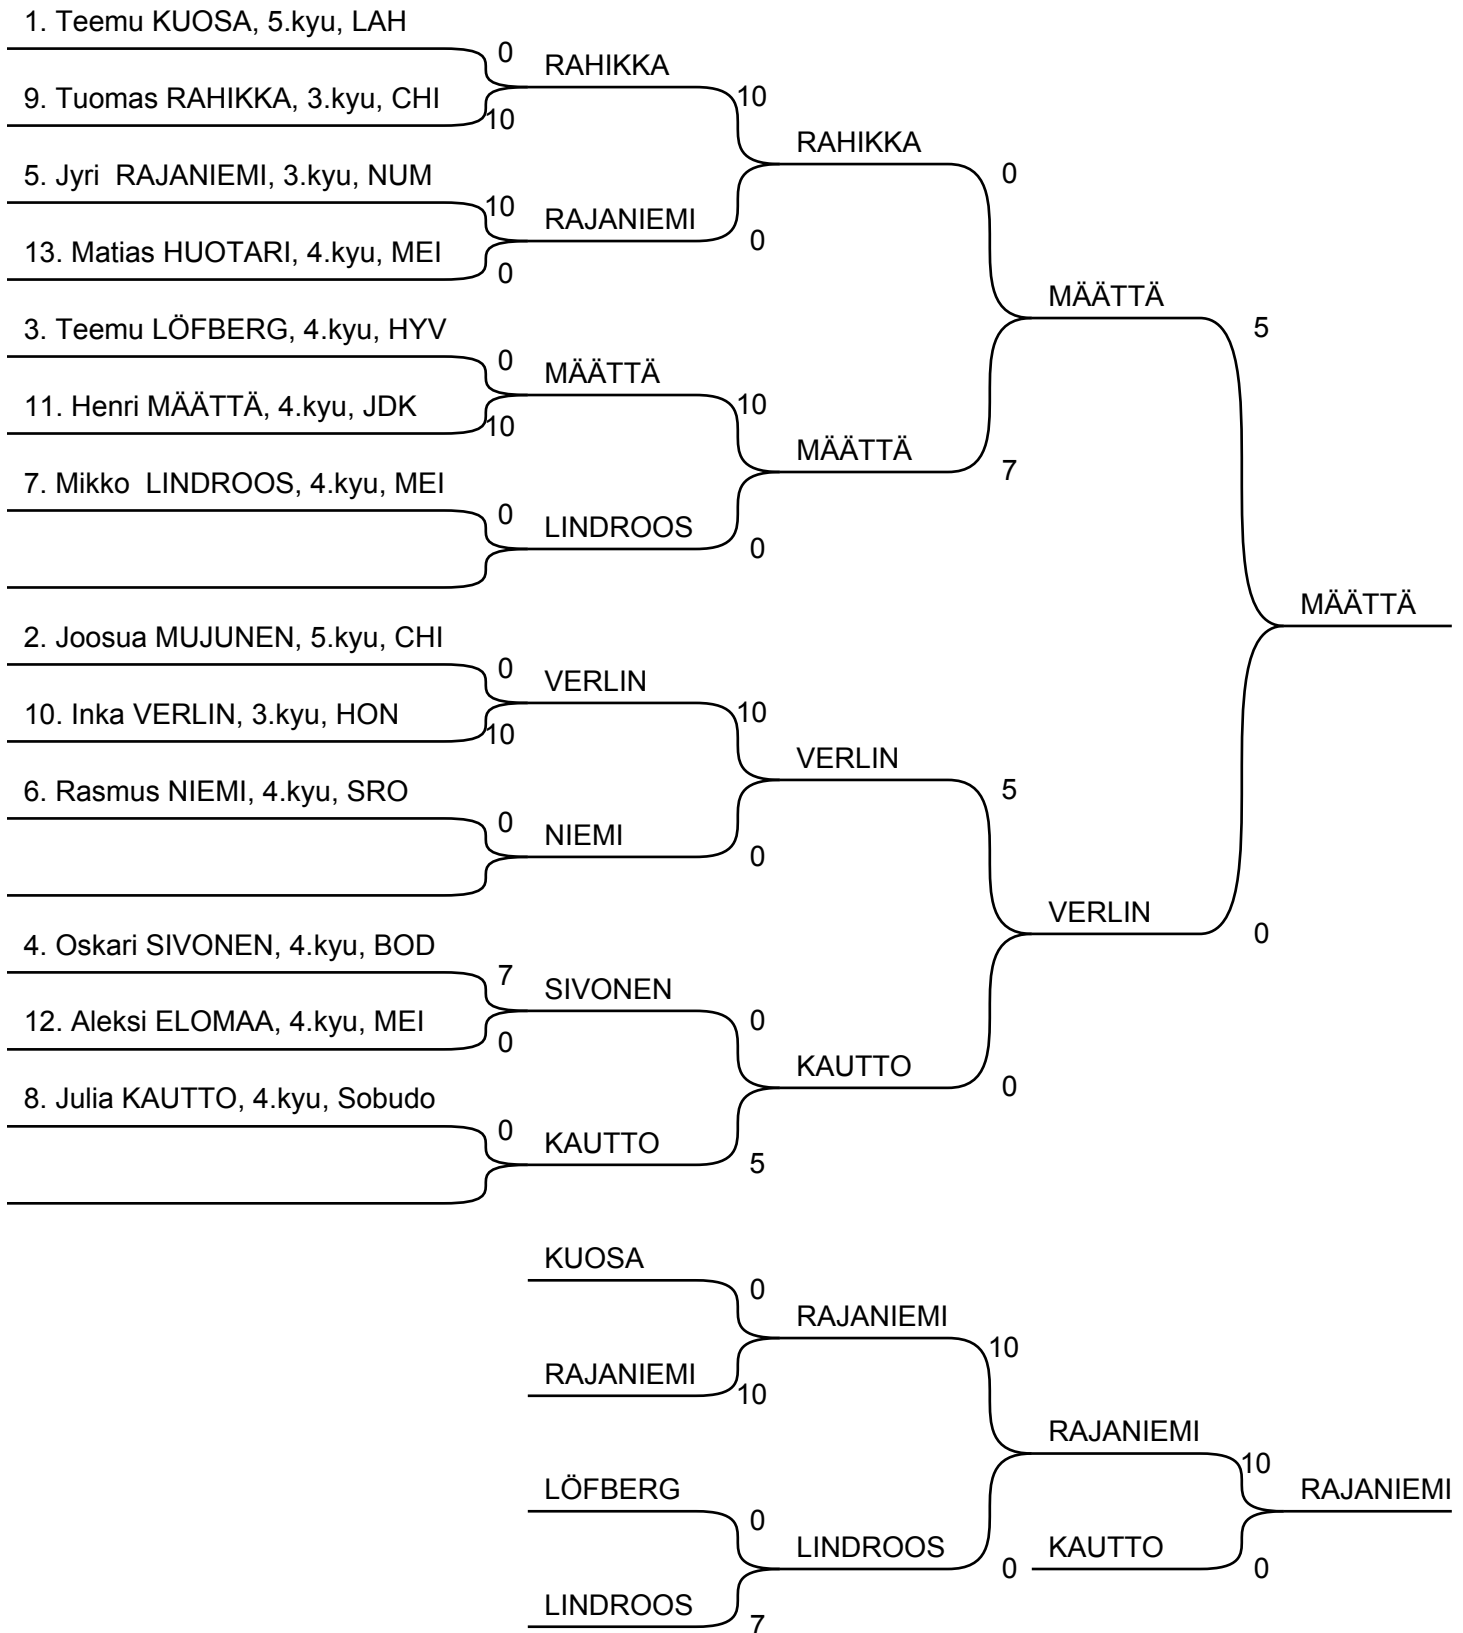 1. Teemu KUOSA, 5.kyu, LAH
0
RAHIKKA
9. Tuomas RAHIKKA, 3.kyu, CHI
10
10
RAHIKKA
5. Jyri  RAJANIEMI, 3.kyu, NUM
0
10
RAJANIEMI
0
13. Matias HUOTARI, 4.kyu, MEI
0
MÄÄTTÄ
5
3. Teemu LÖFBERG, 4.kyu, HYV
0
MÄÄTTÄ
11. Henri MÄÄTTÄ, 4.kyu, JDK
10
10
MÄÄTTÄ
7
7. Mikko  LINDROOS, 4.kyu, MEI
0
LINDROOS
0
MÄÄTTÄ
2. Joosua MUJUNEN, 5.kyu, CHI
0
VERLIN
10. Inka VERLIN, 3.kyu, HON
10
10
VERLIN
5
6. Rasmus NIEMI, 4.kyu, SRO
0
NIEMI
0
VERLIN
0
4. Oskari SIVONEN, 4.kyu, BOD
7
SIVONEN
12. Aleksi ELOMAA, 4.kyu, MEI
0
0
KAUTTO
0
8. Julia KAUTTO, 4.kyu, Sobudo
0
KAUTTO
5
KUOSA
0
RAJANIEMI
10
RAJANIEMI
10
RAJANIEMI
10
RAJANIEMI
LÖFBERG
0
LINDROOS
0
KAUTTO
0
LINDROOS
7